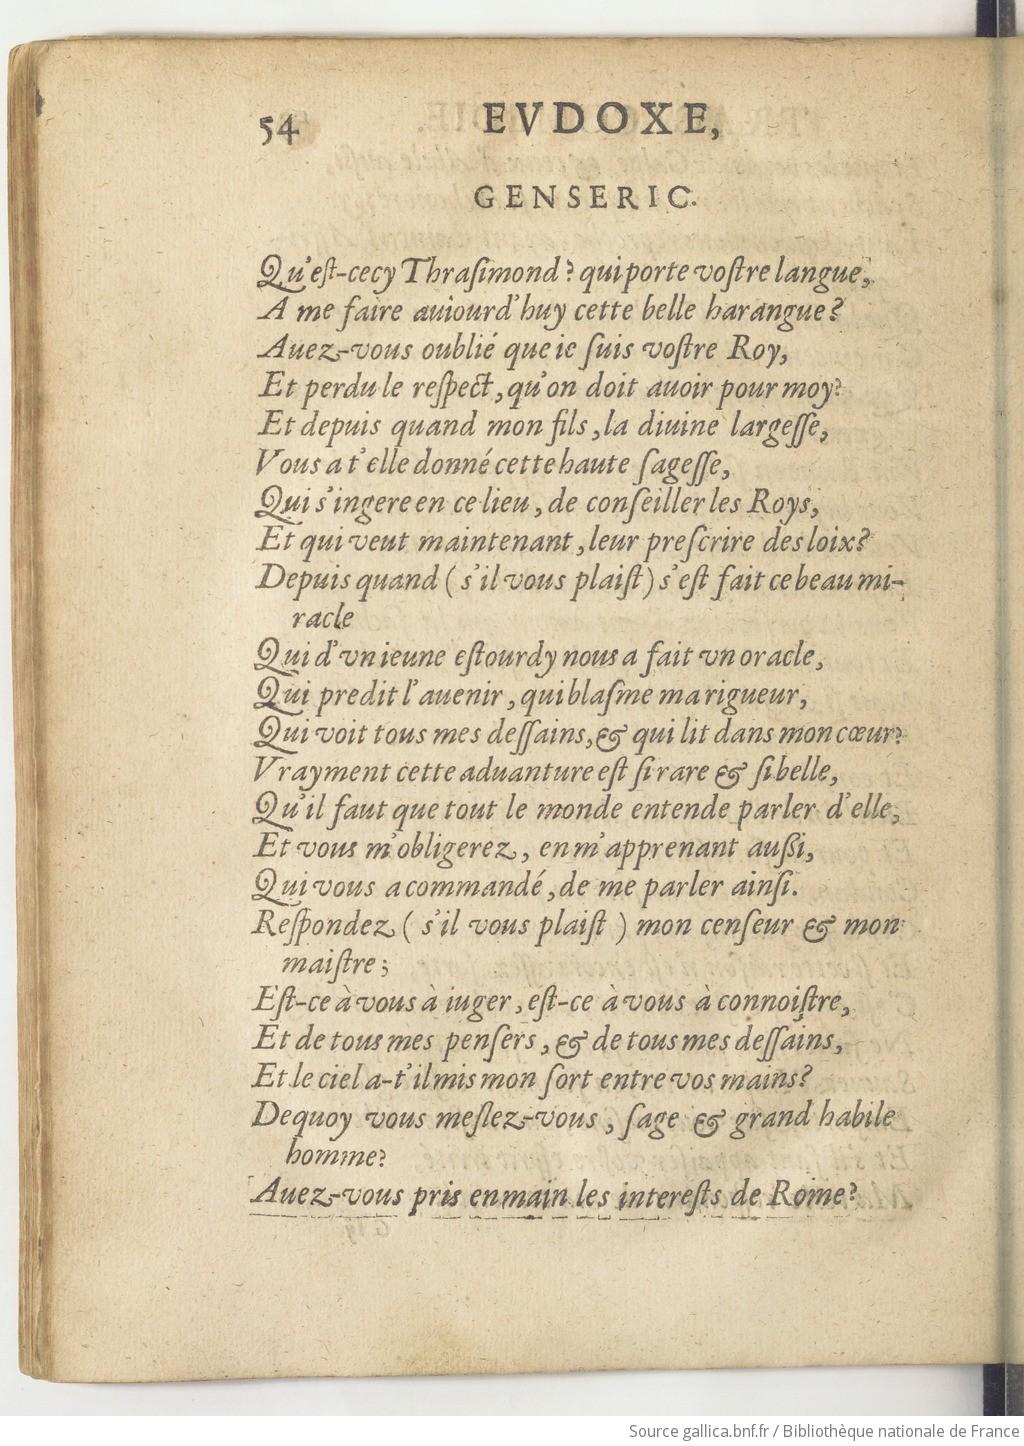 54 EVDOXE,
GENSERIC.
Qu'eſt-cecy Thraſimond? qui porte voſtre langue,
A me faire auiourd'huy cette belle harangue?
Auez-vous oublié que ie ſuis voſtre Roy,
Et perdu le reſpect, qu'on doit auoir pour moy?
Et depuis quand mon fils, la diuine largeſſe,
Vous a t'elle donné cette haute ſageſſe,
Qui s'ingere en ce lieu, de conſeiller les Roys,
Et qui veut maintenant, leur preſcrire des loix?
Depuis quand (s'il vous plaiſt) s'eſt fait ce beau mi-
racle
Qui d'vn ieune eſtourdy nous a fait vn oracle,
Qui predit l'auenir, qui blaſme ma rigueur,
Qui voit tous mes deſſains, & qui lit dans mon cœur?
Vrayment cette aduanture eſt ſi rare & ſi belle,
Qu'il faut que tout le monde entende parler d'elle,
Et vous m'obligerez, en m'apprenant auſſi,
Qui vous a commandé, de me parler ainſi.
Reſpondez (s'il vous plaiſt) mon cenſeur & mon
maiſtre;
Eſt-ce à vous à iuger, eſt-ce à vous à connoiſtre,
Et de tous mes penſers, & de tous mes deſſains,
Et le ciel a-t'il mis mon ſort entre vos mains?
Dequoy vous meſlez-vous, ſage & grand habile
homme?
Auez-vous pris en main les intereſts de Rome?
Source gallica.bnf.fr / Bibliothèque nationale de France